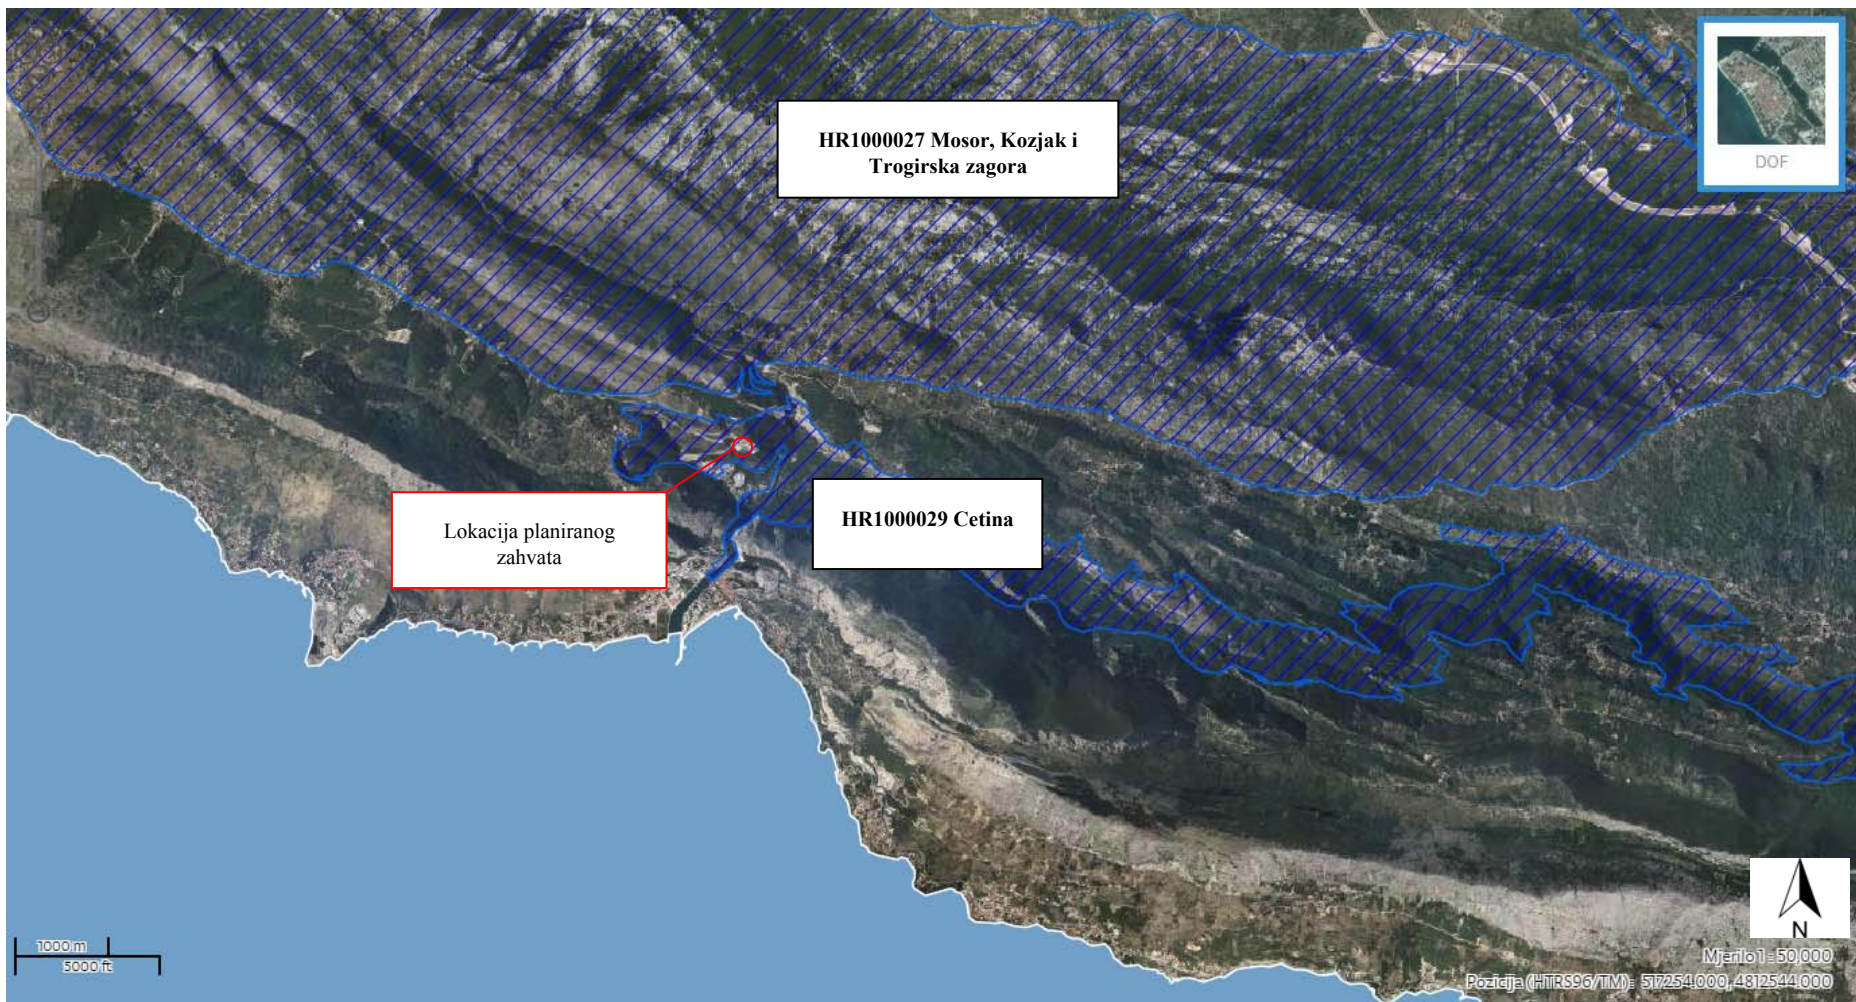 HR1000027 Mosor, Kozjak i
Trogirska zagora
DOF
HR1000029 Cetina
Lokacija planiranog
zahvata
N
1000 m
5000 ft
Mjerilo 1 : 50,000
Pozicija (HTRS96/TM): 517254.000, 4812544.000